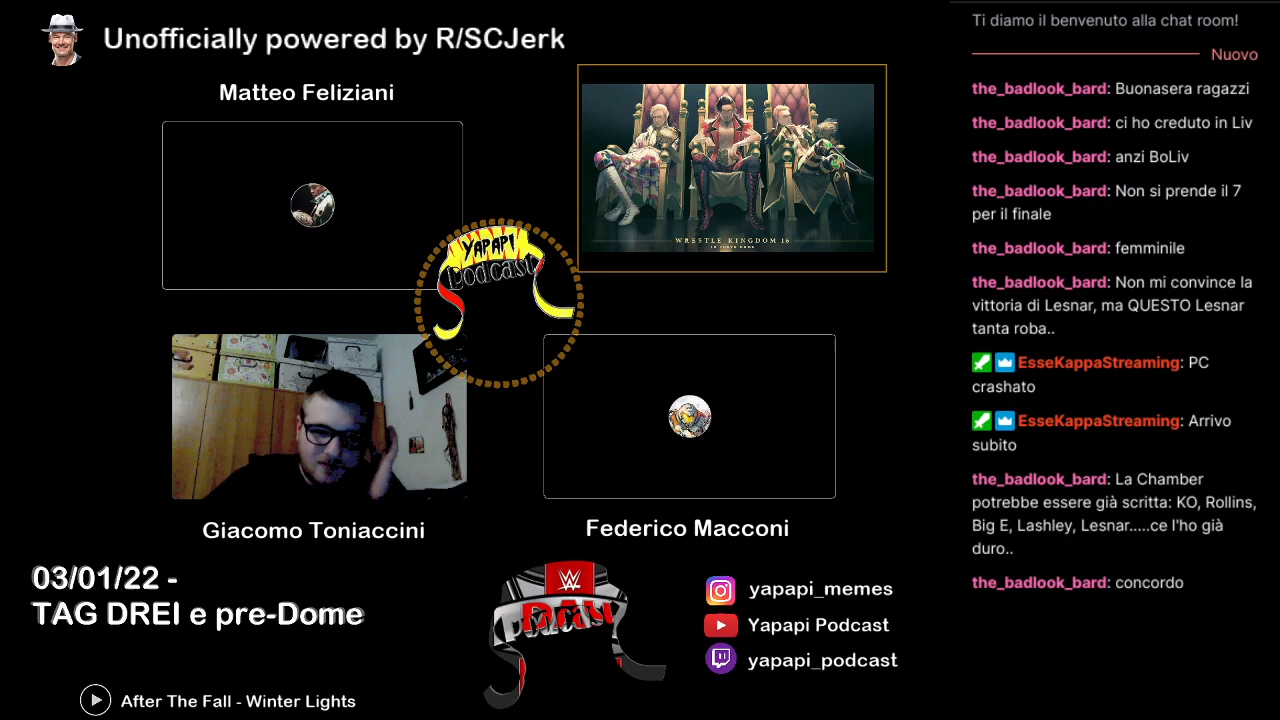 Unofficially powered by R/SCJerk
Matteo Feliziani
WRESTLE KINGDOM 16
YAPAPI
Podcast
Giacomo Toniaccini
Federico Macconi
03/01/22 -
TAG DREI e pre-Dome
W
RAW
PODCAST
yapapi_memes
Yapapi Podcast
yapapi_podcast
After The Fall - Winter Lights
Ti diamo il benvenuto alla chat room!
Nuovo
the_badlook_bard: Buonasera ragazzi
the_badlook_bard: ci ho creduto in Liv
the_badlook_bard: anzi BoLiv
the_badlook_bard: Non si prende il 7
per il finale
the_badlook_bard: femminile
the_badlook_bard: Non mi convince la
vittoria di Lesnar, ma QUESTO Lesnar
tanta roba..
EsseKappaStreaming: PC
crashato
EsseKappaStreaming: Arrivo
subito
the_badlook_bard: La Chamber
potrebbe essere già scritta: KO, Rollins,
Big E, Lashley, Lesnar.....ce l'ho già
duro..
the_badlook_bard: concordo